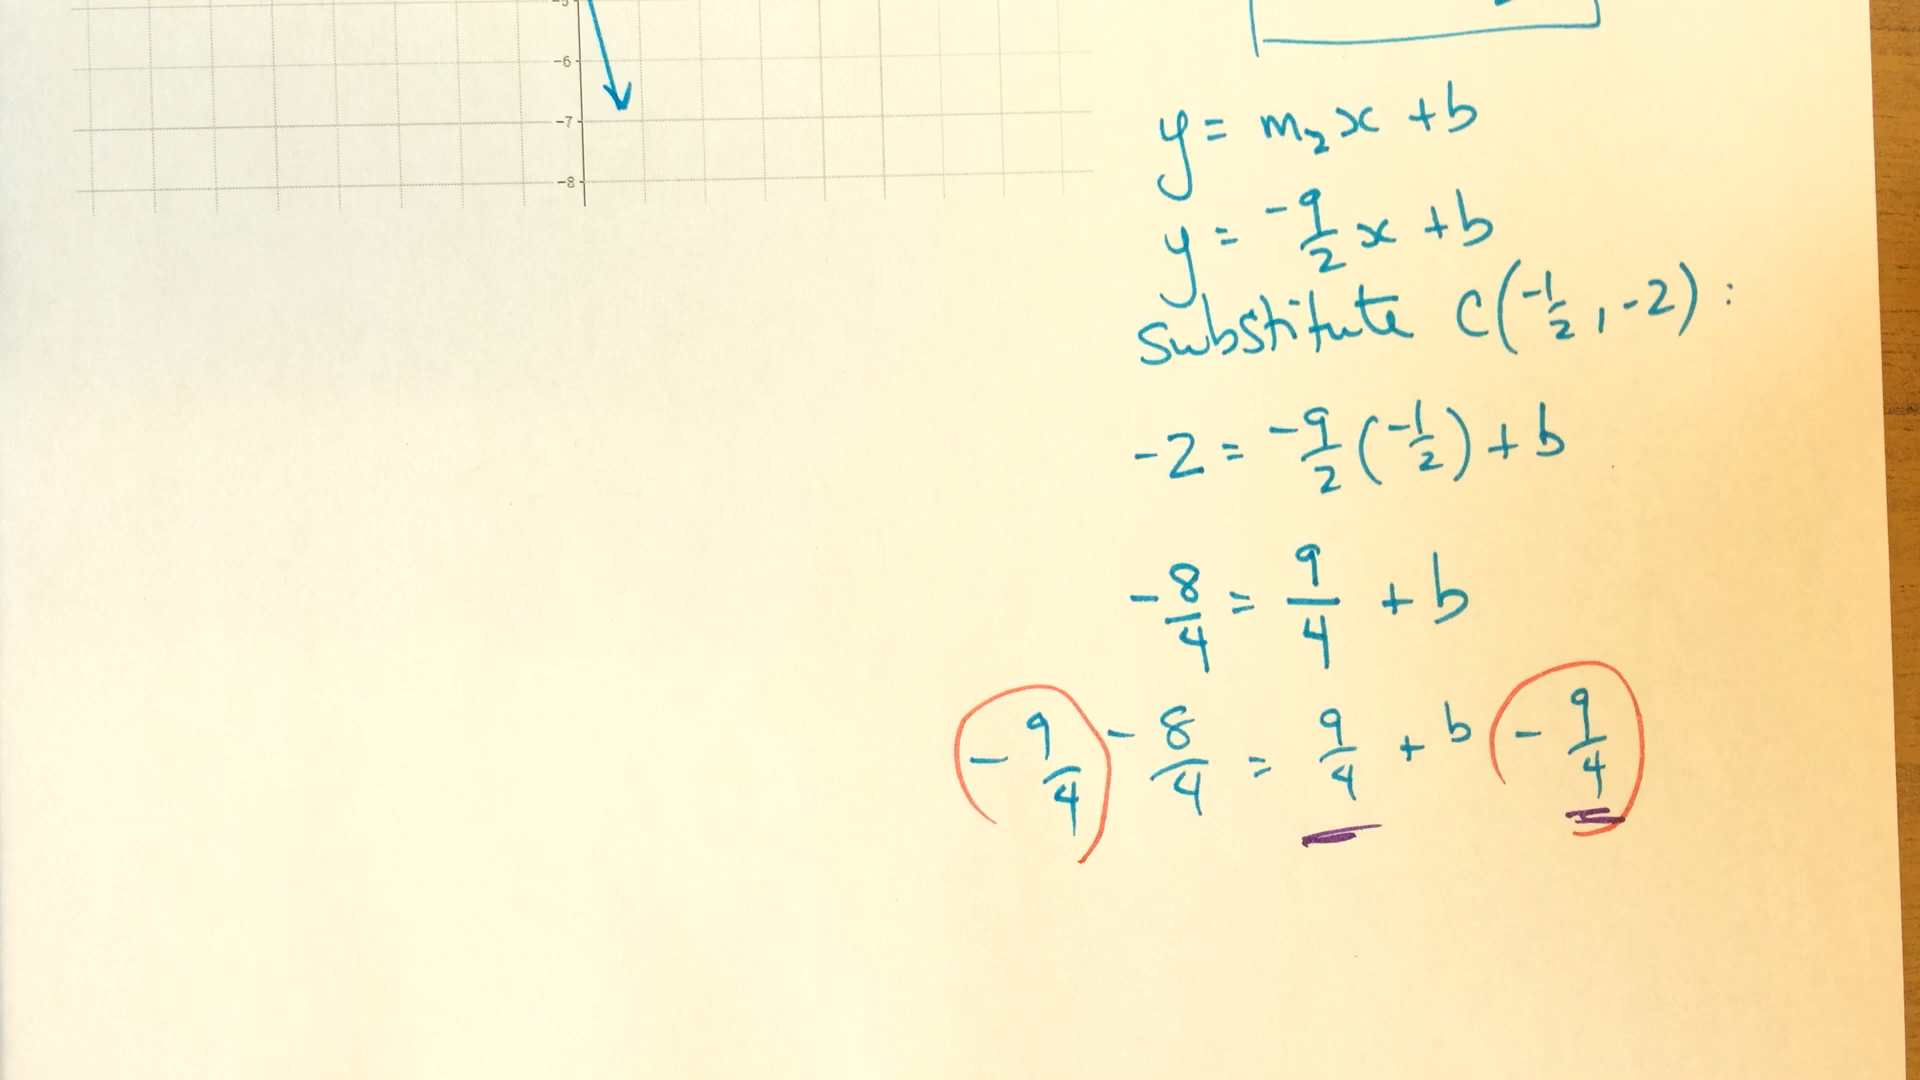 -6
-7
-8
y = m₂x + b
y = -9/2 x + b
Substitute C(-1/2, -2) :
-2 = -9/2 (-1/2) + b
-8/4 = 9/4 + b
-9/4 - 8/4 = 9/4 + b - 9/4